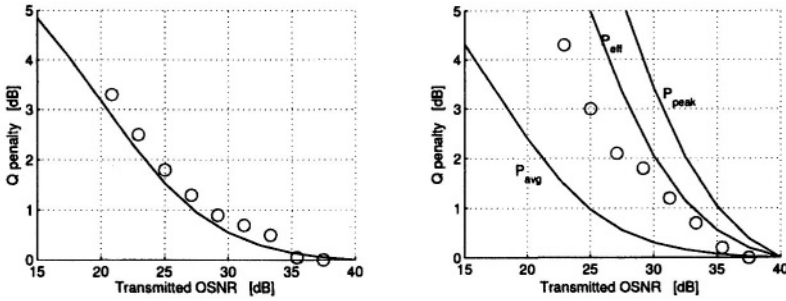 5
4
3
2
1
0
Q penalty [dB]
15 20 25 30 35 40
Transmitted OSNR [dB]
5
4
3
2
1
0
Q penalty [dB]
P_eff
P_peak
P_avg
15 20 25 30 35 40
Transmitted OSNR [dB]